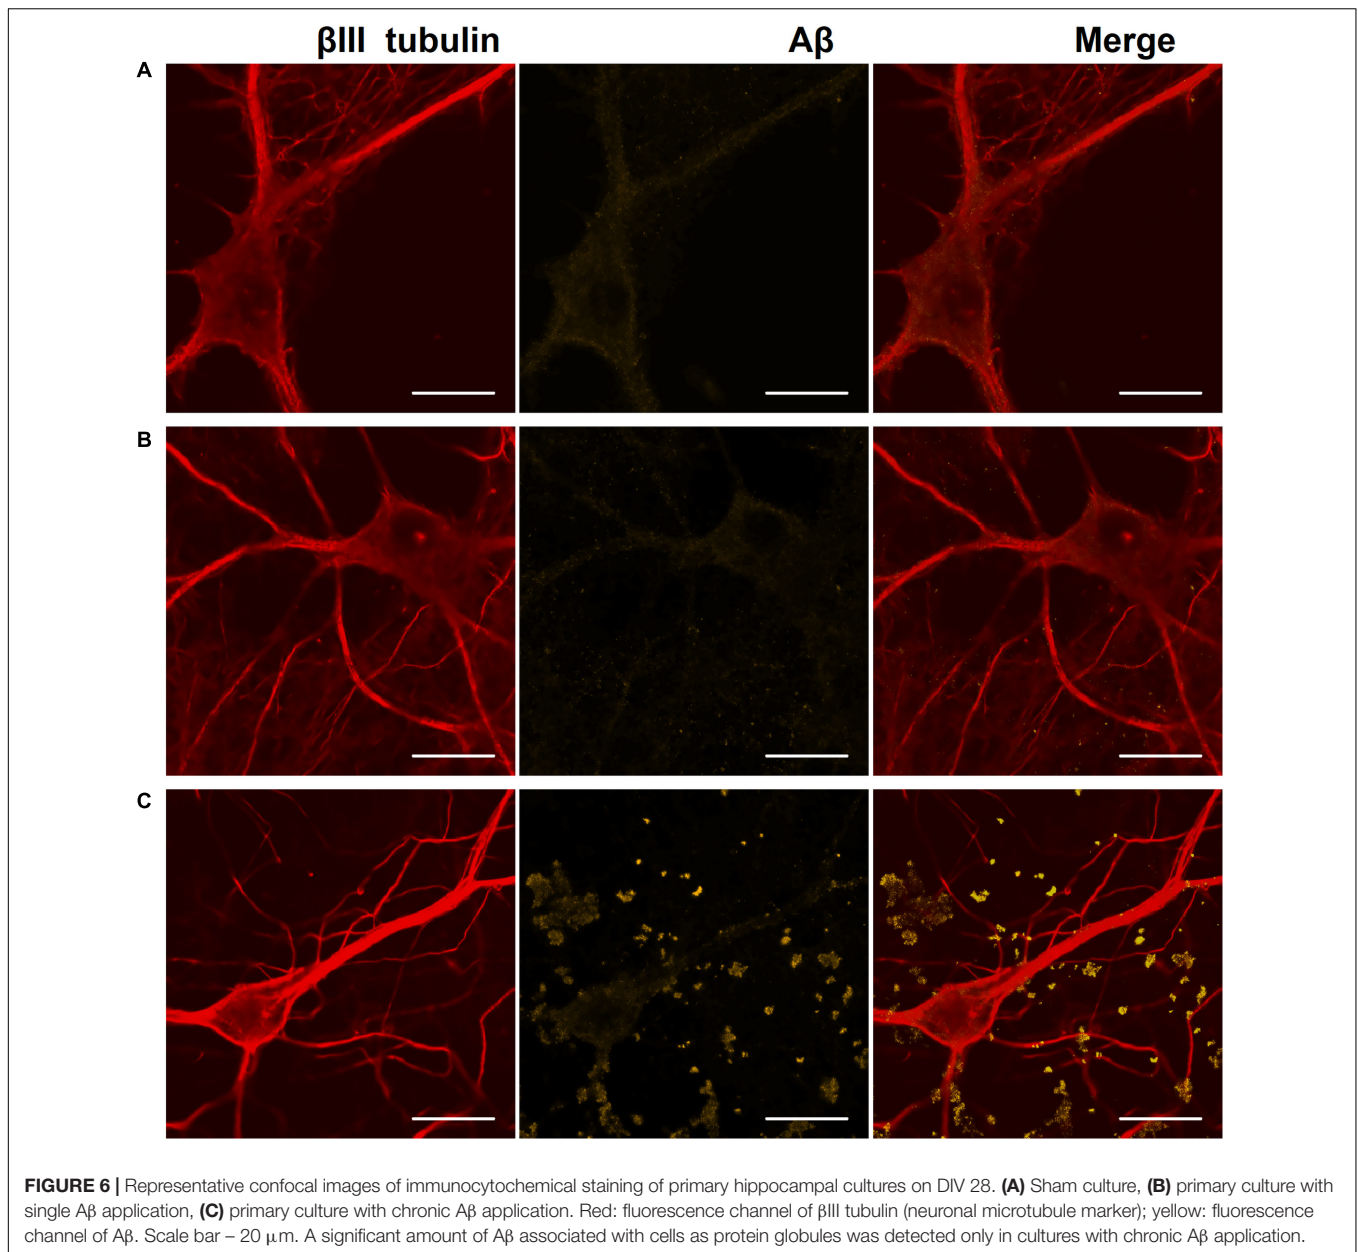 βIII tubulin Aβ Merge
A
B
C
FIGURE 6 | Representative confocal images of immunocytochemical staining of primary hippocampal cultures on DIV 28. (A) Sham culture, (B) primary culture with
single Aβ application, (C) primary culture with chronic Aβ application. Red: fluorescence channel of βIII tubulin (neuronal microtubule marker); yellow: fluorescence
channel of Aβ. Scale bar – 20 μm. A significant amount of Aβ associated with cells as protein globules was detected only in cultures with chronic Aβ application.